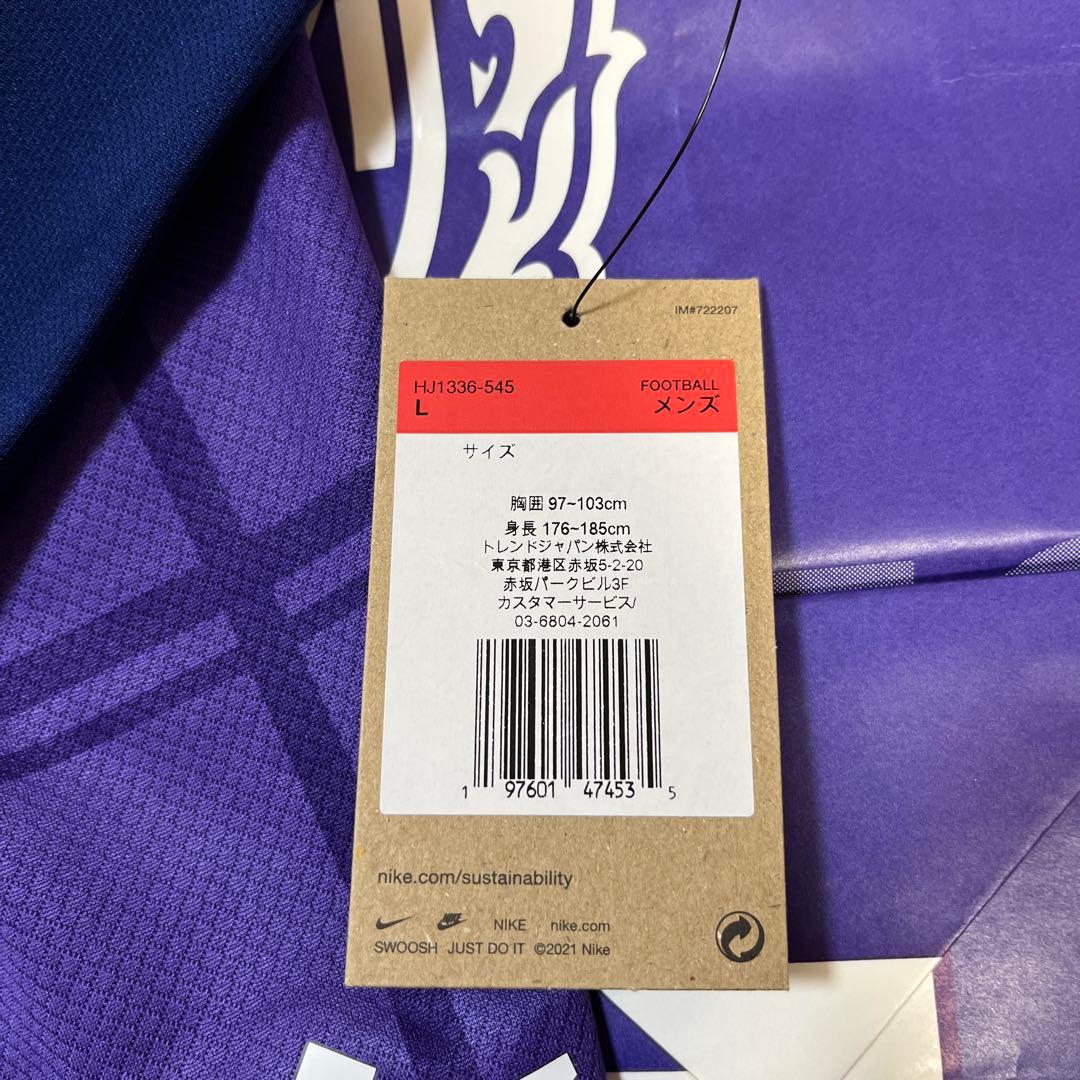 IM#722207
HJ1336-545 FOOTBALL
L メンズ
サイズ
胸囲 97~103cm
身長 176~185cm
トレンドジャパン株式会社
東京都港区赤坂5-2-20
赤坂パークビル3F
カスタマーサービス/
03-6804-2061
1 97601 47453 5
nike.com/sustainability
NIKE nike.com
SWOOSH JUST DO IT ©2021 Nike